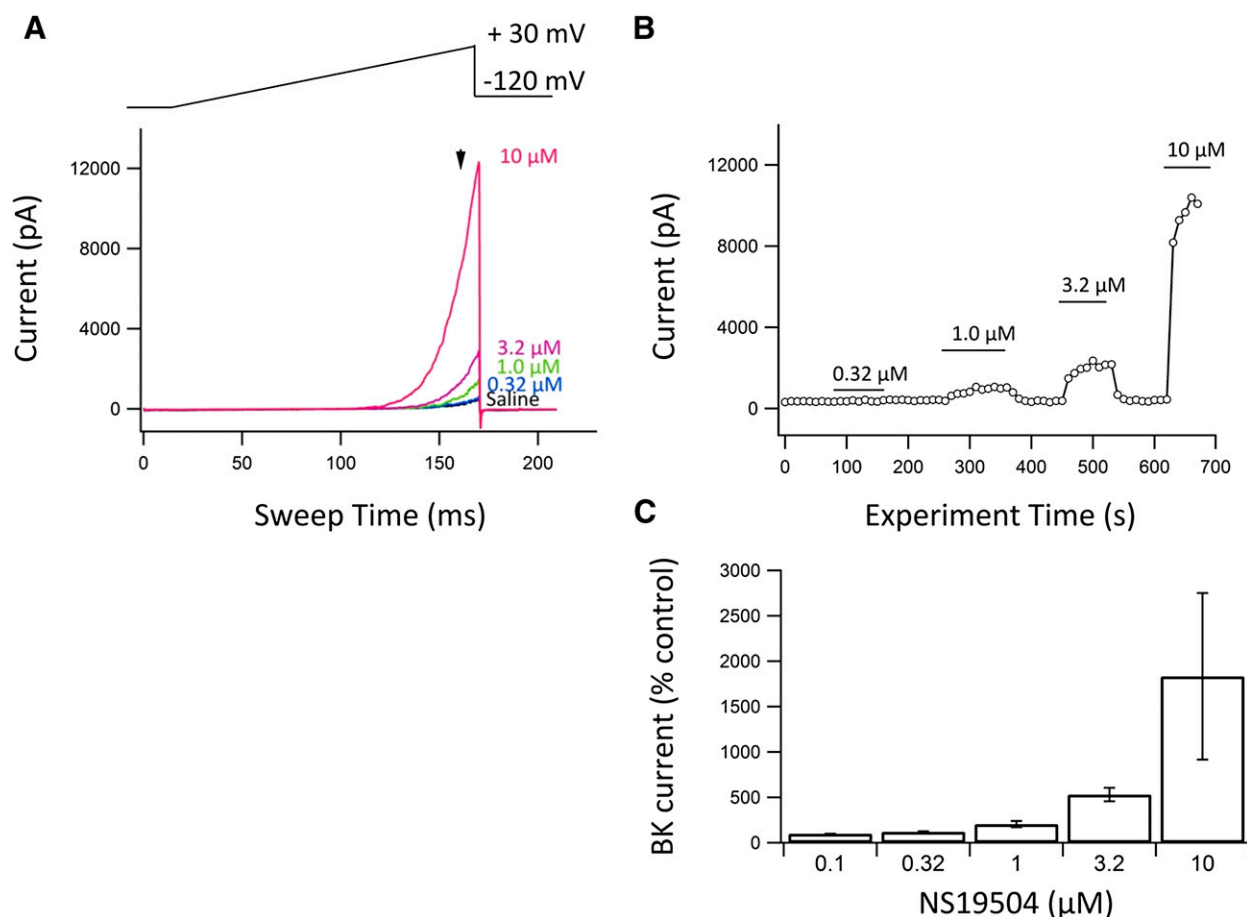 A
+ 30 mV
-120 mV
Current (pA)
12000
8000
4000
0
10 µM
3.2 µM
1.0 µM
0.32 µM
Saline
0 50 100 150 200
Sweep Time (ms)
B
Current (pA)
12000
8000
4000
0
0.32 µM
1.0 µM
3.2 µM
10 µM
0 100 200 300 400 500 600 700
Experiment Time (s)
C
BK current (% control)
3000
2500
2000
1500
1000
500
0
0.1 0.32 1 3.2 10
NS19504 (µM)